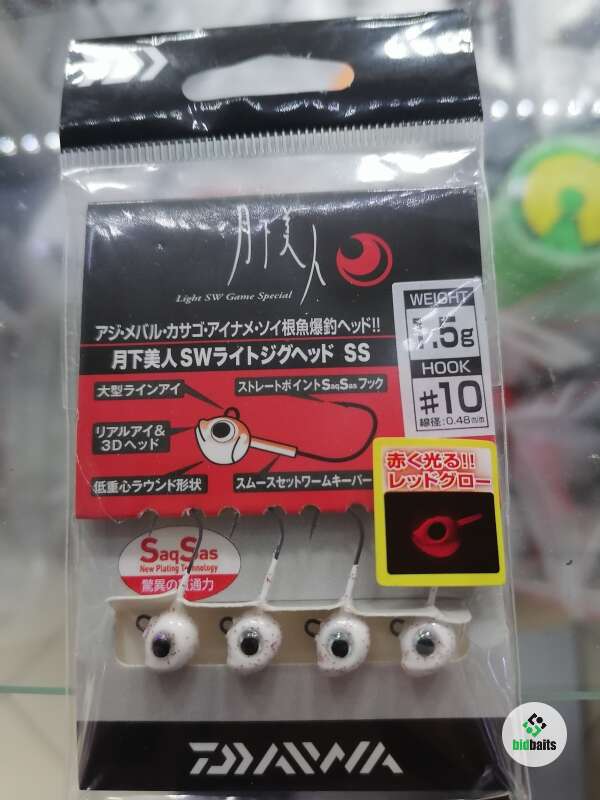 月下美人
Light SW Game Special
WEIGHT
1.5g
HOOK
#10
線径:0.48mm
アジ・メバル・カサゴ・アイナメ・ソイ根魚爆釣ヘッド!!
月下美人SWライトジグヘッド SS
大型ラインアイ
ストレートポイントSaqSasフック
リアルアイ&
3Dヘッド
低重心ラウンド形状
スムースセットワームキーパー
赤く光る!!
レッドグロー
SaqSas
New Plating Technology
驚異の貫通力
DAIWA
bidbaits